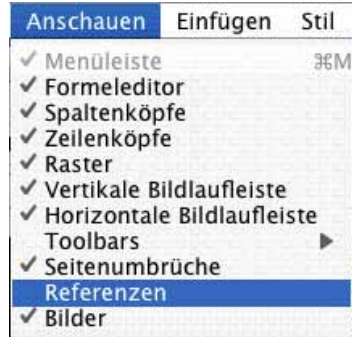 Anschauen Einfügen Stil
Menüleiste ⌘M
Formeleditor
Spaltenköpfe
Zeilenköpfe
Raster
Vertikale Bildlaufleiste
Horizontale Bildlaufleiste
Toolbars
Seitenumbrüche
Referenzen
Bilder